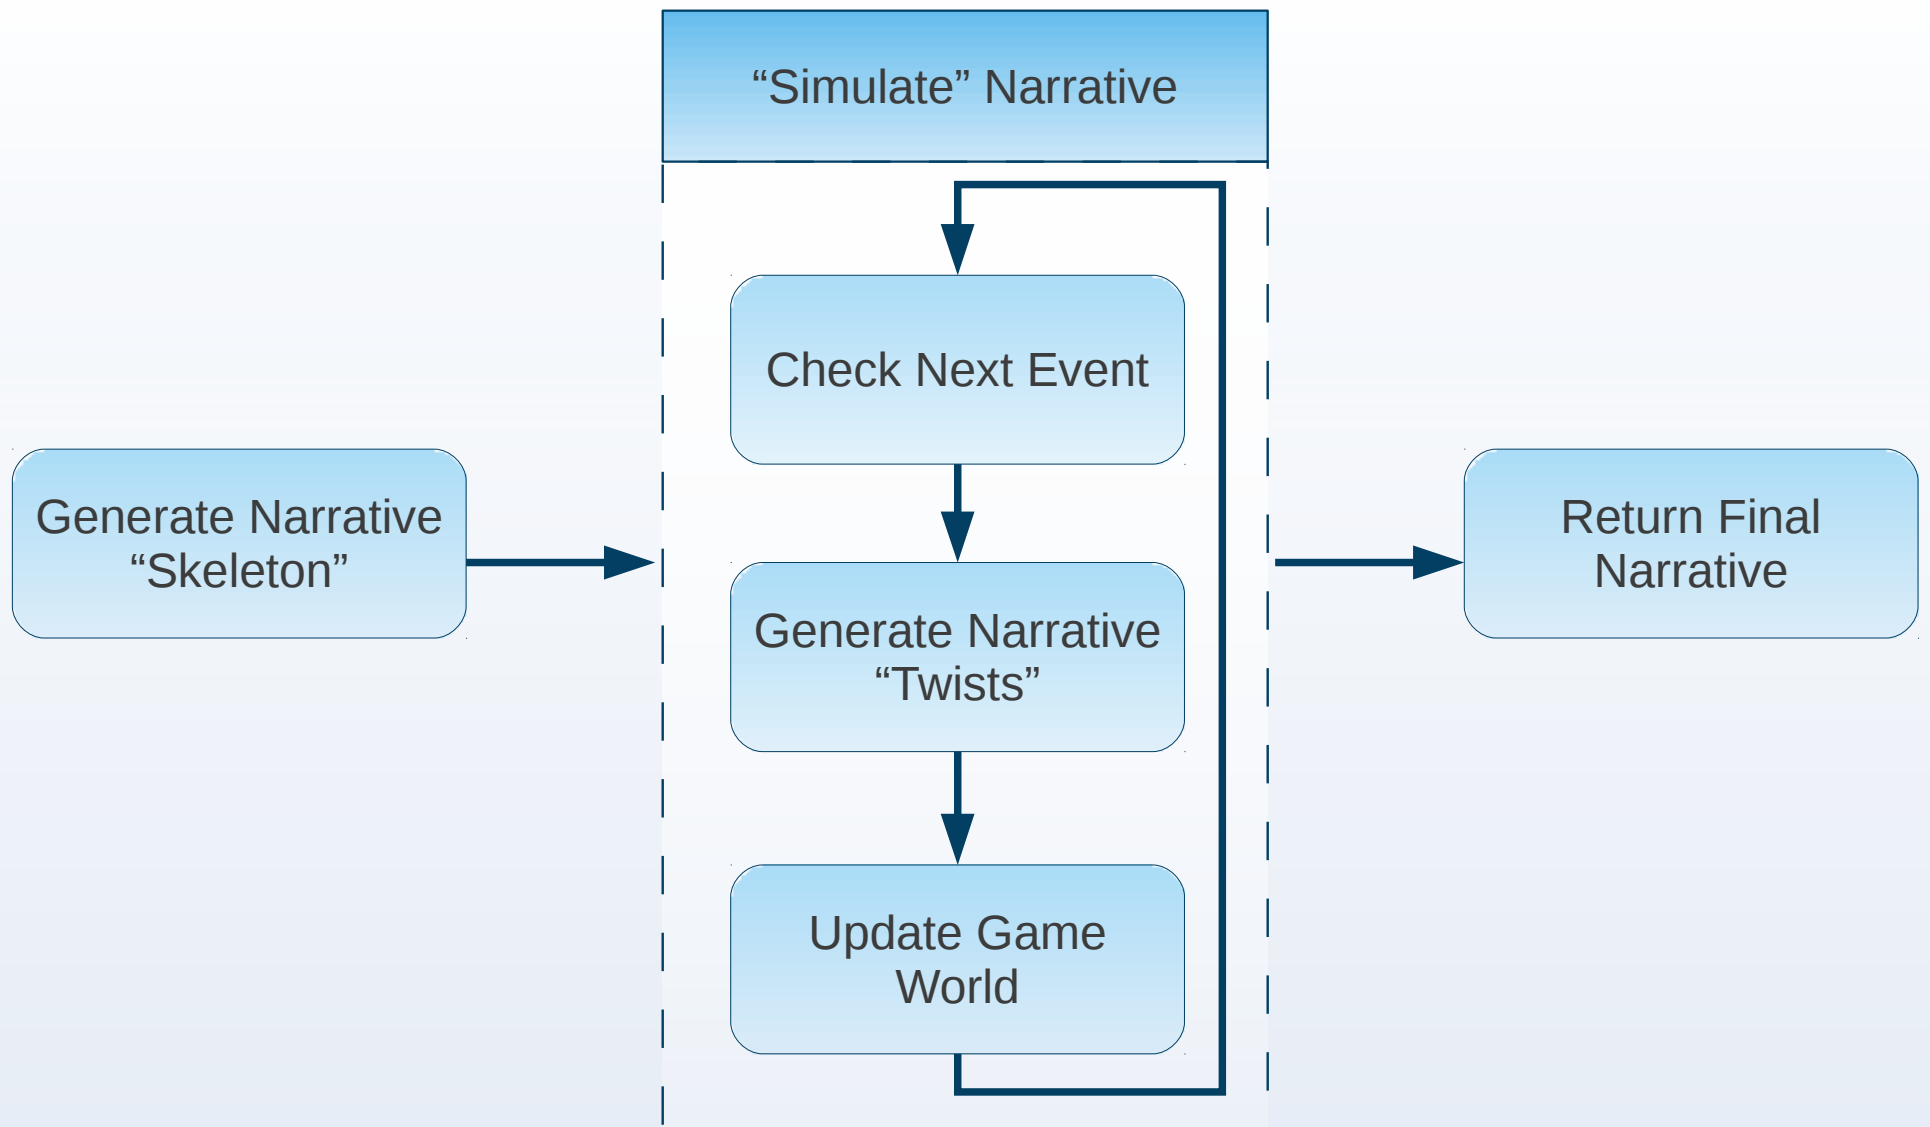 “Simulate” Narrative
Check Next Event
Generate Narrative
“Skeleton”
Generate Narrative
“Twists”
Update Game
World
Return Final
Narrative